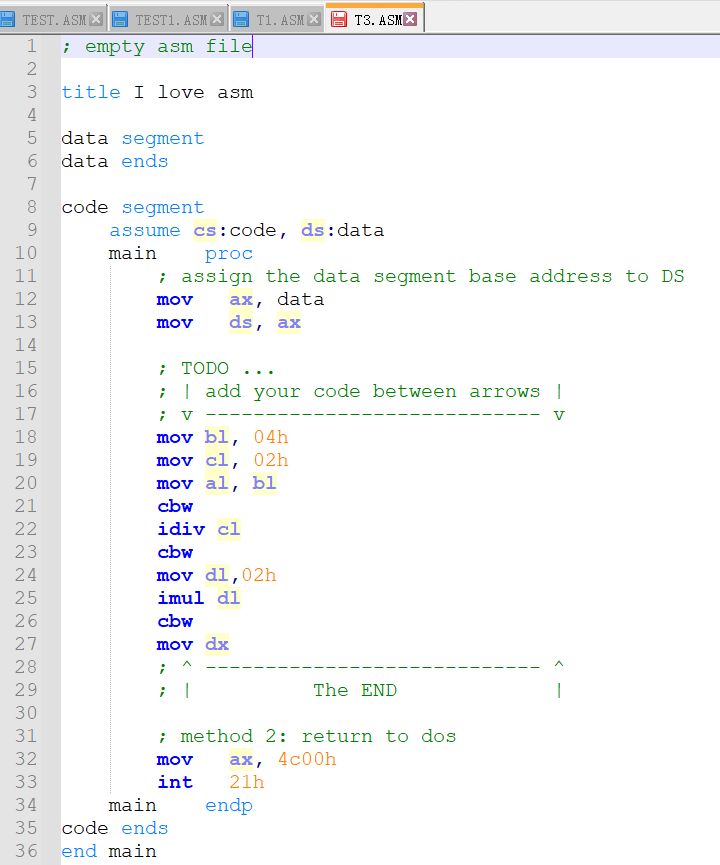 TEST.ASM TEST1.ASM T1.ASM T3.ASM
1 ; empty asm file
2
3 title I love asm
4
5 data segment
6 data ends
7
8 code segment
9 assume cs:code, ds:data
10 main proc
11 ; assign the data segment base address to DS
12 mov ax, data
13 mov ds, ax
14
15 ; TODO ...
16 ; | add your code between arrows |
17 ; v ---------------------------- v
18 mov bl, 04h
19 mov cl, 02h
20 mov al, bl
21 cbw
22 idiv cl
23 cbw
24 mov dl,02h
25 imul dl
26 cbw
27 mov dx
28 ; ^ ---------------------------- ^
29 ; | The END |
30
31 ; method 2: return to dos
32 mov ax, 4c00h
33 int 21h
34 main endp
35 code ends
36 end main